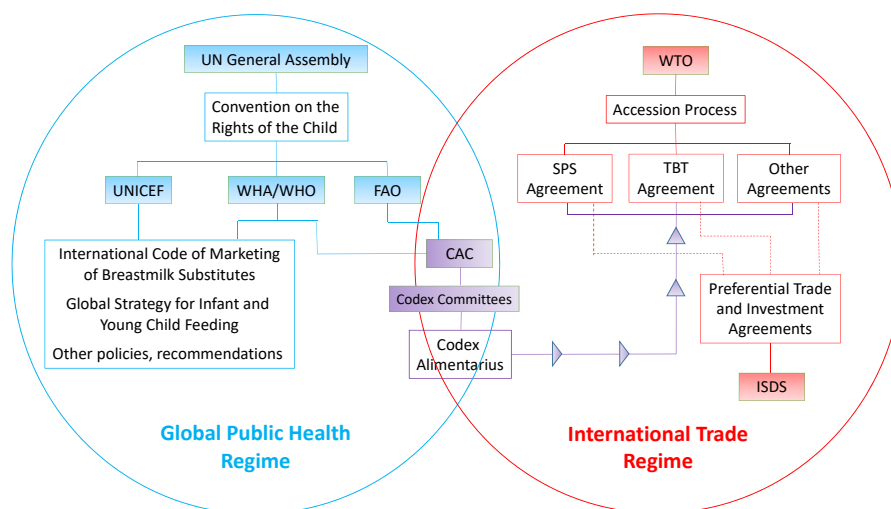 UN General Assembly
Convention on the
Rights of the Child
UNICEF
WHA/WHO
FAO
International Code of Marketing
of Breastmilk Substitutes
Global Strategy for Infant and
Young Child Feeding
Other policies, recommendations
CAC
Codex Committees
Codex
Alimentarius
Global Public Health
Regime
WTO
Accession Process
SPS
Agreement
TBT
Agreement
Other
Agreements
Preferential Trade
and Investment
Agreements
ISDS
International Trade
Regime